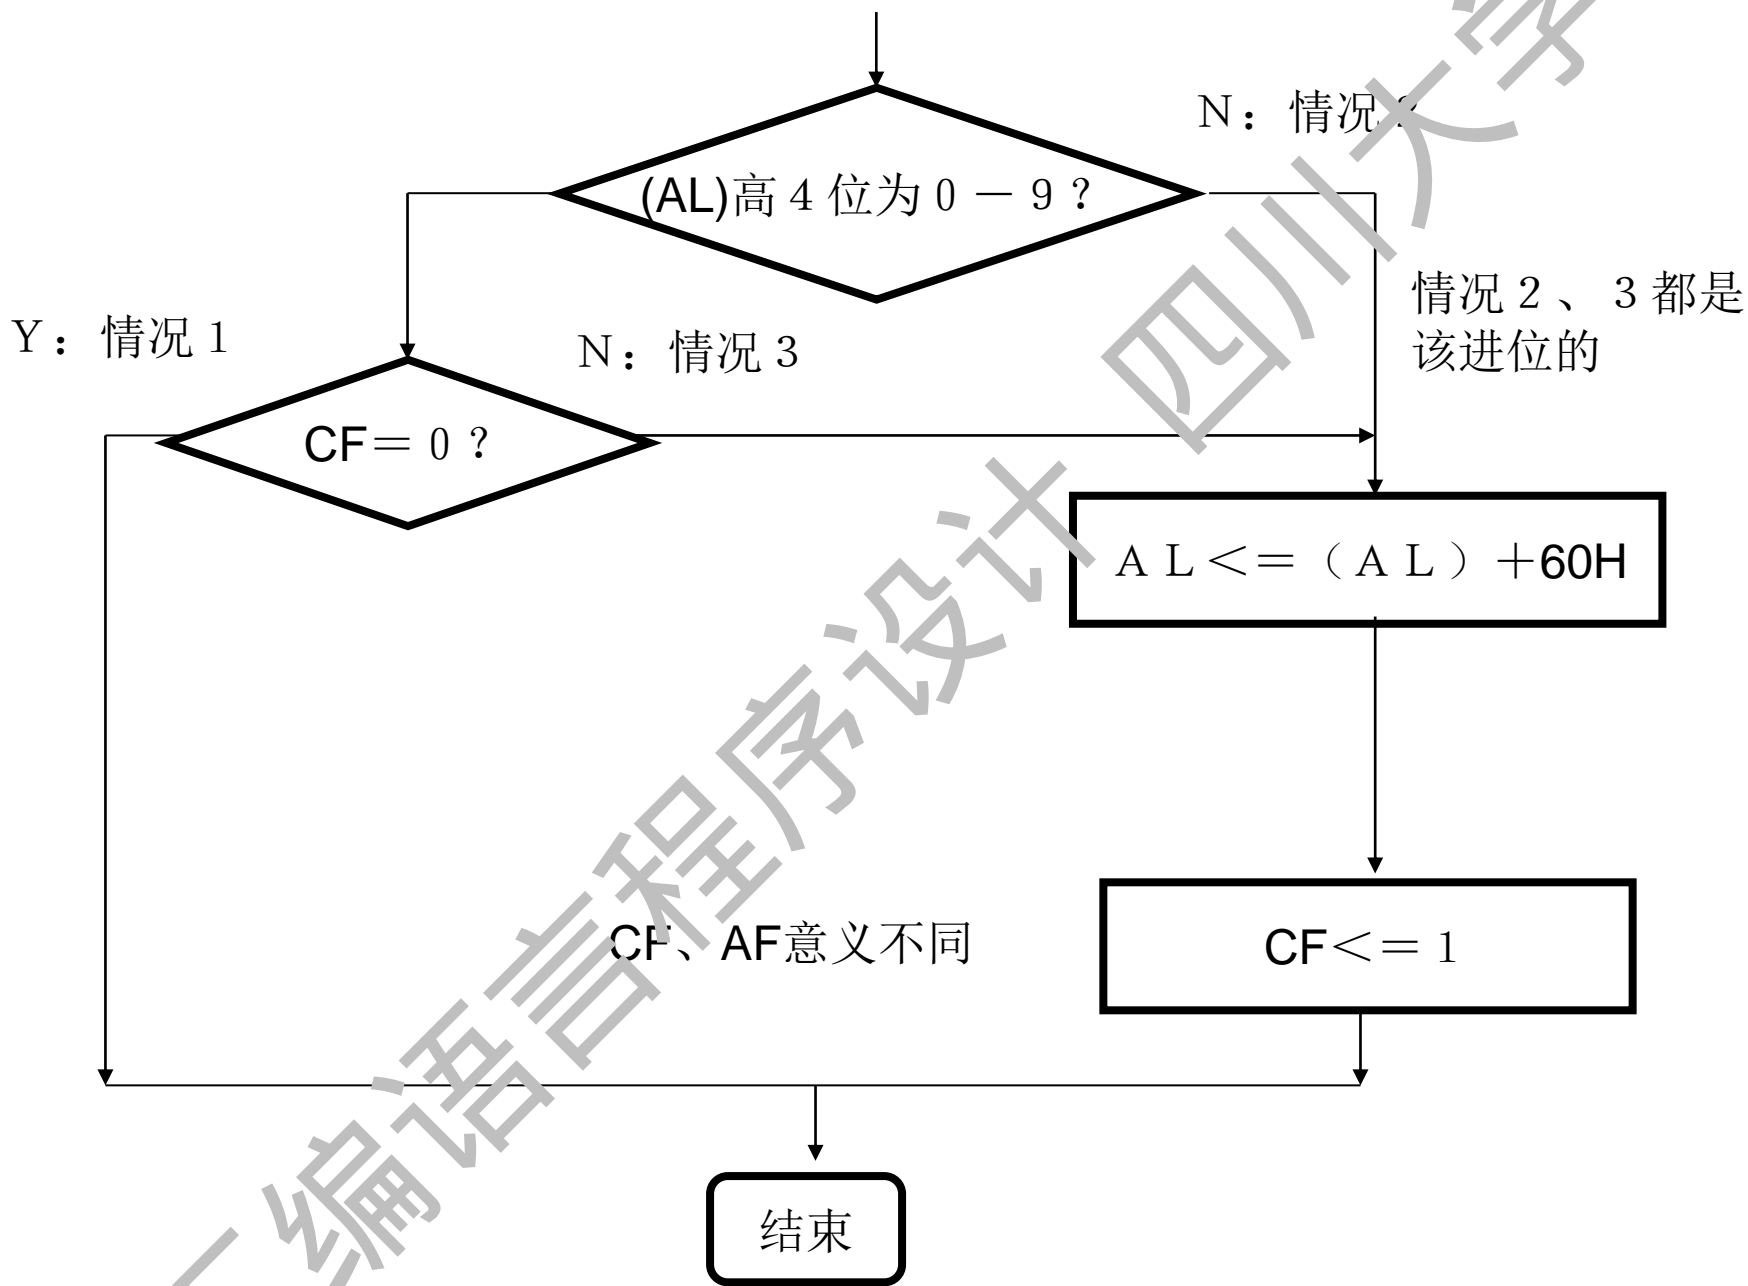 N：情况2
(AL)高4位为0－9？
情况2、3都是
该进位的
Y：情况1
N：情况3
CF＝0？
AL＜＝（AL）＋60H
CF、AF意义不同
CF＜＝1
结束
编语言程序设计 四川大学